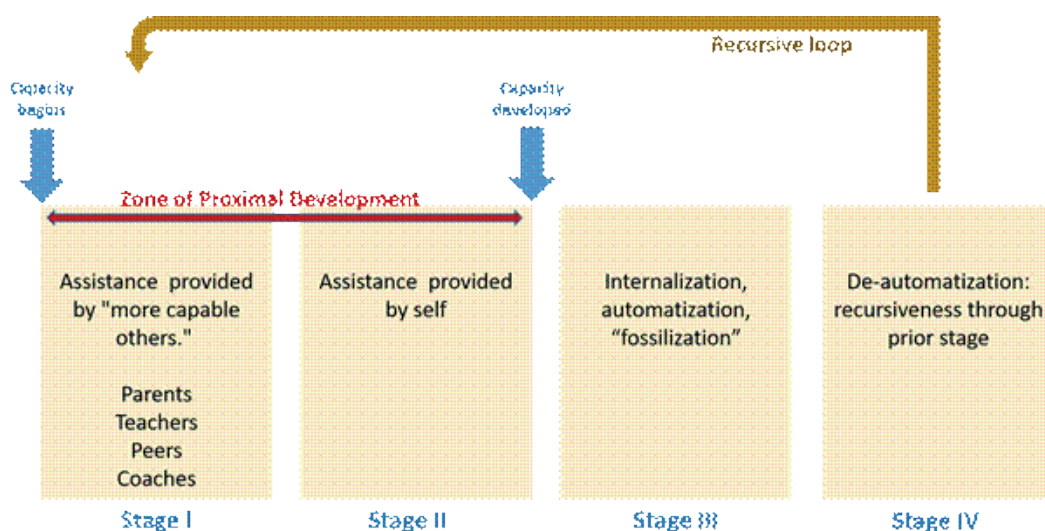 Recursive loop
Capacity
begins
Capacity
developed
Zone of Proximal Development
Assistance provided
by "more capable
others."
Parents
Teachers
Peers
Coaches
Assistance provided
by self
Internalization,
automatization,
“fossilization”
De-automatization:
recursiveness through
prior stage
Stage I
Stage II
Stage III
Stage IV